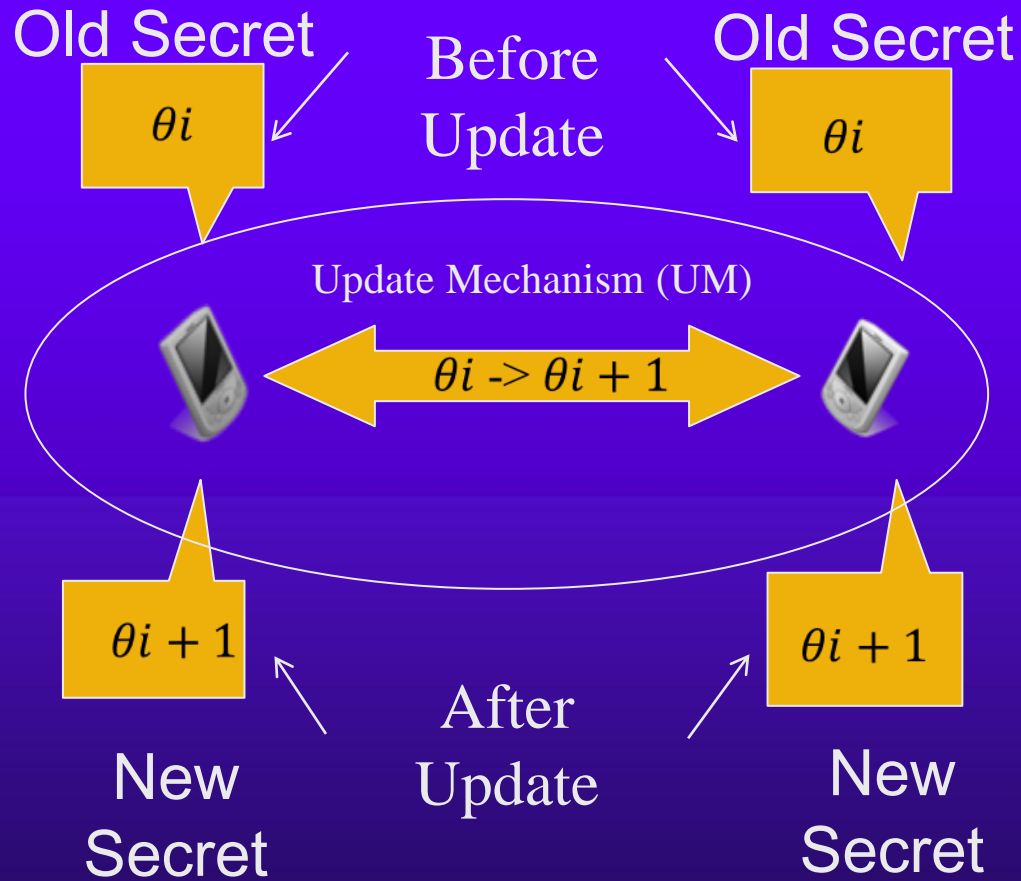 Old Secret
Before
Update
Old Secret
θi
θi
Update Mechanism (UM)
θi -> θi + 1
θi + 1
θi + 1
After
Update
New
Secret
New
Secret